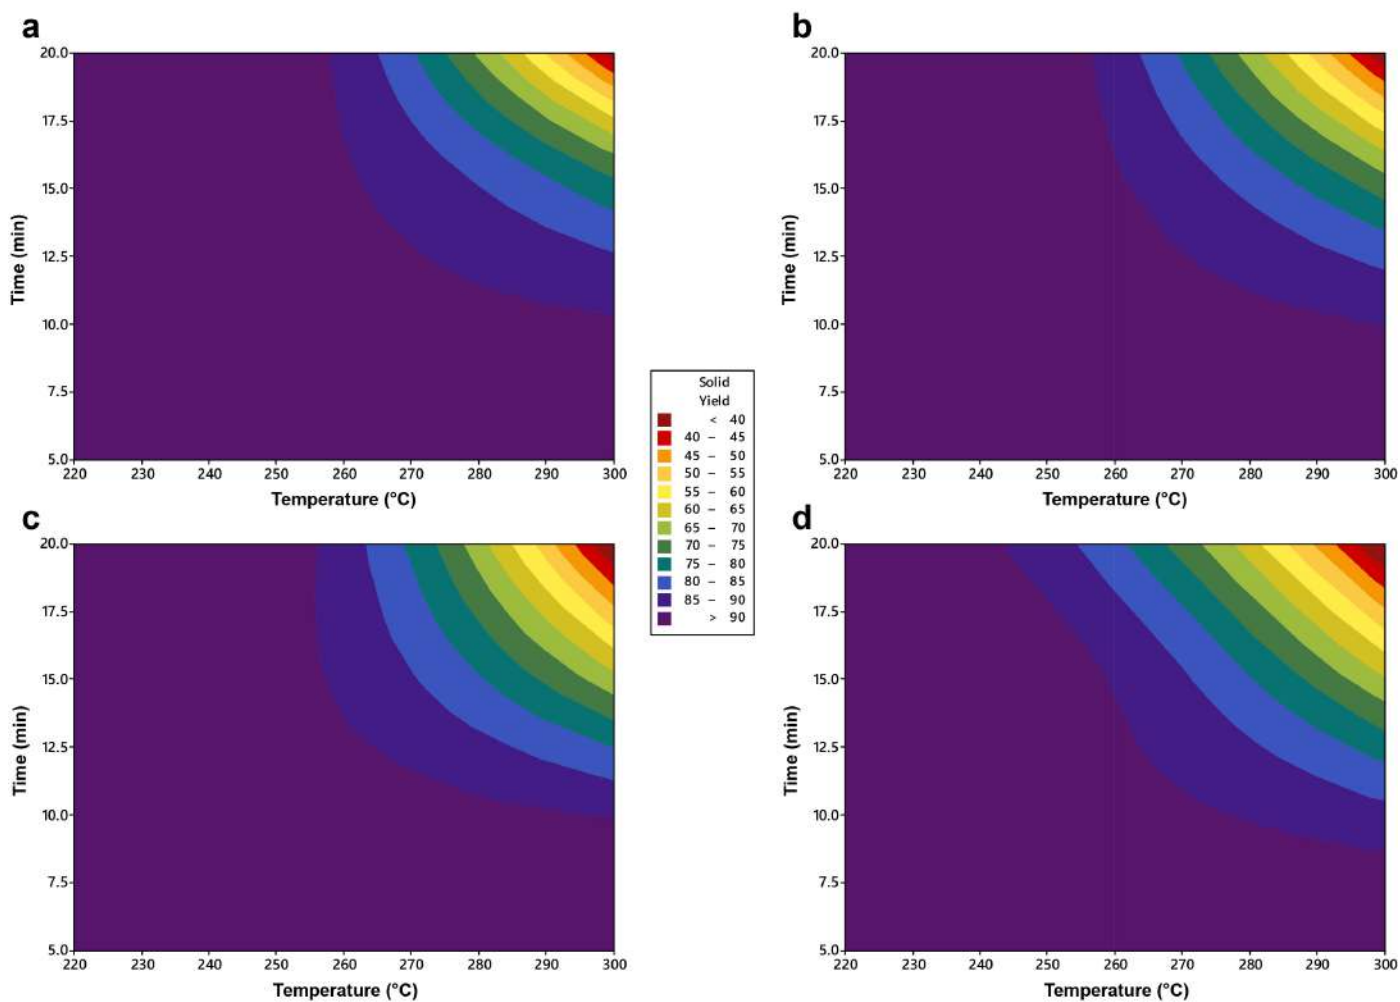 a
b
20.0
17.5
15.0
12.5
10.0
7.5
5.0
Time (min)
220 230 240 250 260 270 280 290 300
Temperature (°C)
20.0
17.5
15.0
12.5
10.0
7.5
5.0
Time (min)
220 230 240 250 260 270 280 290 300
Temperature (°C)
Solid
Yield
< 40
40 – 45
45 – 50
50 – 55
55 – 60
60 – 65
65 – 70
70 – 75
75 – 80
80 – 85
85 – 90
> 90
c
d
20.0
17.5
15.0
12.5
10.0
7.5
5.0
Time (min)
220 230 240 250 260 270 280 290 300
Temperature (°C)
20.0
17.5
15.0
12.5
10.0
7.5
5.0
Time (min)
220 230 240 250 260 270 280 290 300
Temperature (°C)